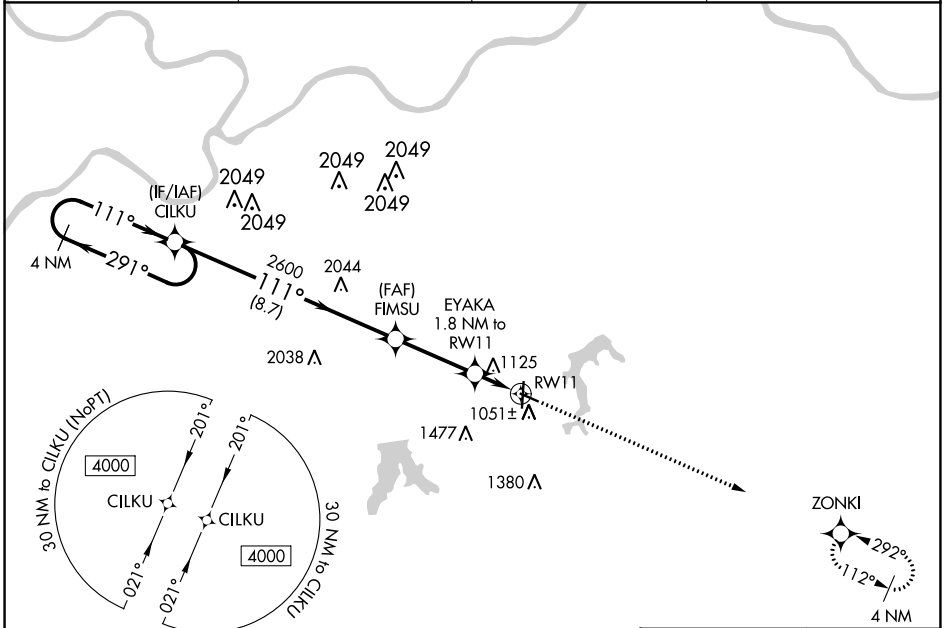 2049
2049
2049
2049
2049
(IF/IAF)
CILKU
111°
291°
4 NM
2600
111°
(8.7)
2044
(FAF)
FIMSU
EYAKA
1.8 NM to
RW11
2038
1125
RW11
1051±
1477
1380
30 NM to CILKU (NoPT)
4000
201°
CILKU
021°
201°
CILKU
4000
021°
30 NM to CILKU
ZONKI
292°
112°
4 NM